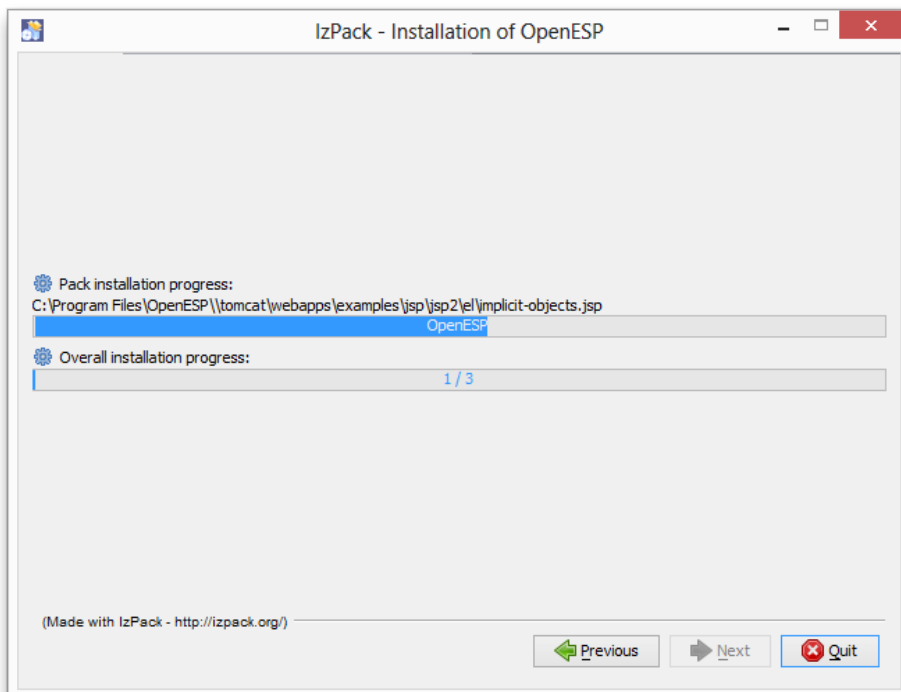 IzPack - Installation of OpenESP
Pack installation progress:
C:\Program Files\OpenESP\\tomcat\webapps\examples\jsp\jsp2\el\implicit-objects.jsp
OpenESP
Overall installation progress:
1 / 3
(Made with IzPack - http://izpack.org/)
Previous Next Quit